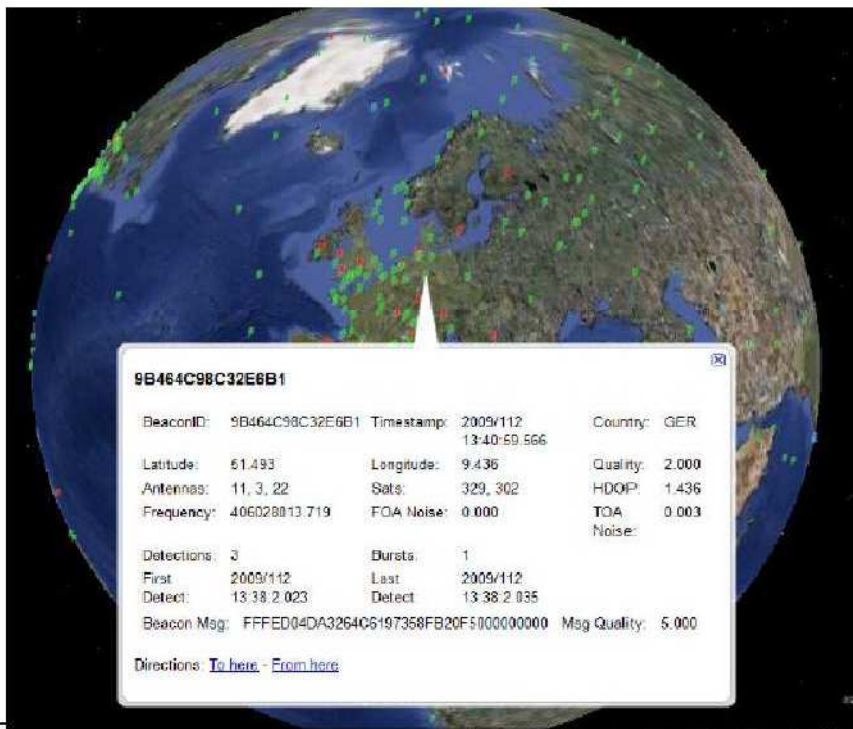 9B464C98C32E6B1
BeaconID: 9B464C98C32E6B1 Timestamp: 2009/112 13:40:59.566 Country: GER
Latitude: 51.493 Longitude: 9.436 Quality: 2.000
Antennas: 11, 3, 22 Sats: 329, 302 HDOP: 1.436
Frequency: 406028013.719 FOA Noise: 0.000 TOA Noise: 0.003
Detections: 3 Bursts: 1
First Detect: 2009/112 13:38:2.023 Last Detect 2009/112 13:38:2.035
Beacon Msg: FFFED04DA3264C6197358FB20F5000000000 Msg Quality: 5.000
Directions: To here - From here